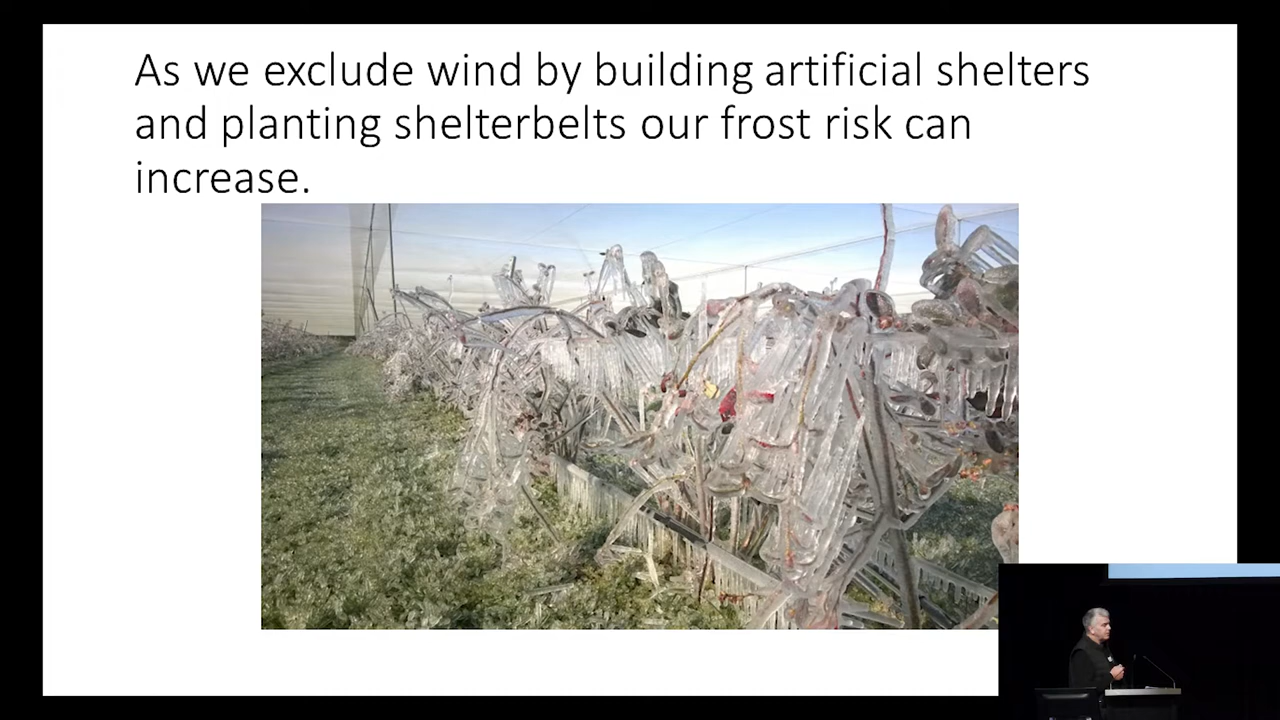 As we exclude wind by building artificial shelters
and planting shelterbelts our frost risk can
increase.